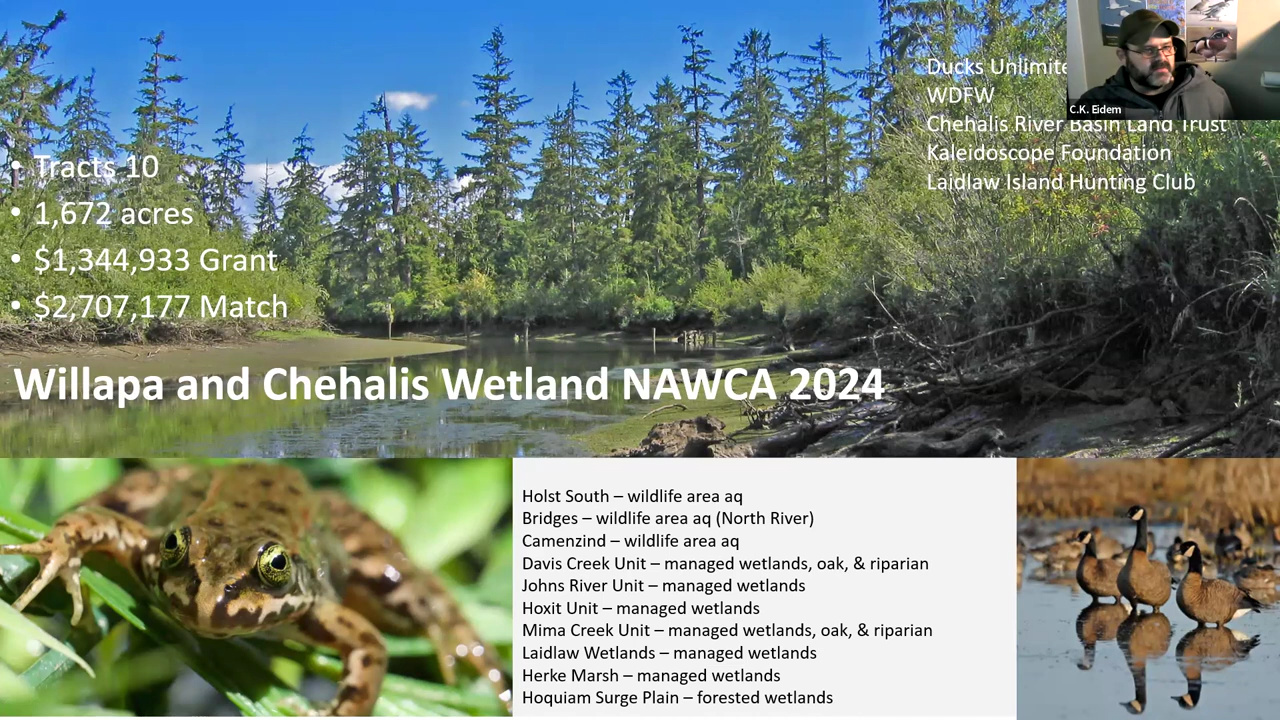 • Tracts 10
• 1,672 acres
• $1,344,933 Grant
• $2,707,177 Match
Ducks
WDFW
Chehalis River Basin Land Trust
Kaleidoscope Foundation
Laidlaw Island Hunting Club
C.K. Eidem
Willapa and Chehalis Wetland NAWCA 2024
Holst South – wildlife area aq
Bridges – wildlife area aq (North River)
Camenzind – wildlife area aq
Davis Creek Unit – managed wetlands, oak, & riparian
Johns River Unit – managed wetlands
Hoxit Unit – managed wetlands
Mima Creek Unit – managed wetlands, oak, & riparian
Laidlaw Wetlands – managed wetlands
Herke Marsh – managed wetlands
Hoquiam Surge Plain – forested wetlands